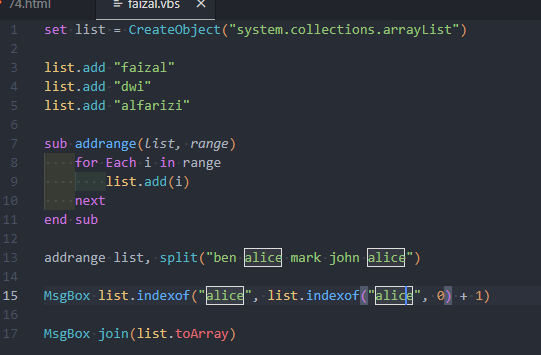 74.html faizal.vbs X
1 set list = CreateObject("system.collections.arrayList")
2
3 list.add "faizal"
4 list.add "dwi"
5 list.add "alfarizi"
6
7 sub addrange(list, range)
8 for Each i in range
9 list.add(i)
10 next
11 end sub
12
13 addrange list, split("ben alice mark john alice")
14
15 MsgBox list.indexof("alice", list.indexof("alice", 0) + 1)
16
17 MsgBox join(list.toArray)